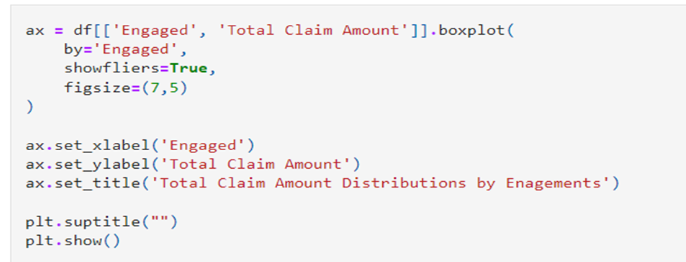 ax = df[['Engaged', 'Total Claim Amount']].boxplot(
    by='Engaged',
    showfliers=True,
    figsize=(7,5)
)
ax.set_xlabel('Engaged')
ax.set_ylabel('Total Claim Amount')
ax.set_title('Total Claim Amount Distributions by Enagements')
plt.suptitle("")
plt.show()